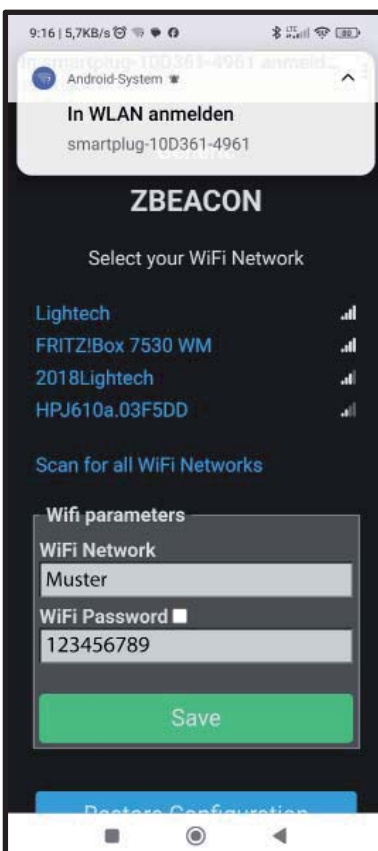 9:16 | 5,7KB/s
Android-System
In WLAN anmelden
smartplug-10D361-4961
ZBEACON
Select your WiFi Network
Lightech
FRITZ!Box 7530 WM
2018Lightech
HPJ610a.03F5DD
Scan for all WiFi Networks
Wifi parameters
WiFi Network
Muster
WiFi Password
123456789
Save
Restore Configuration